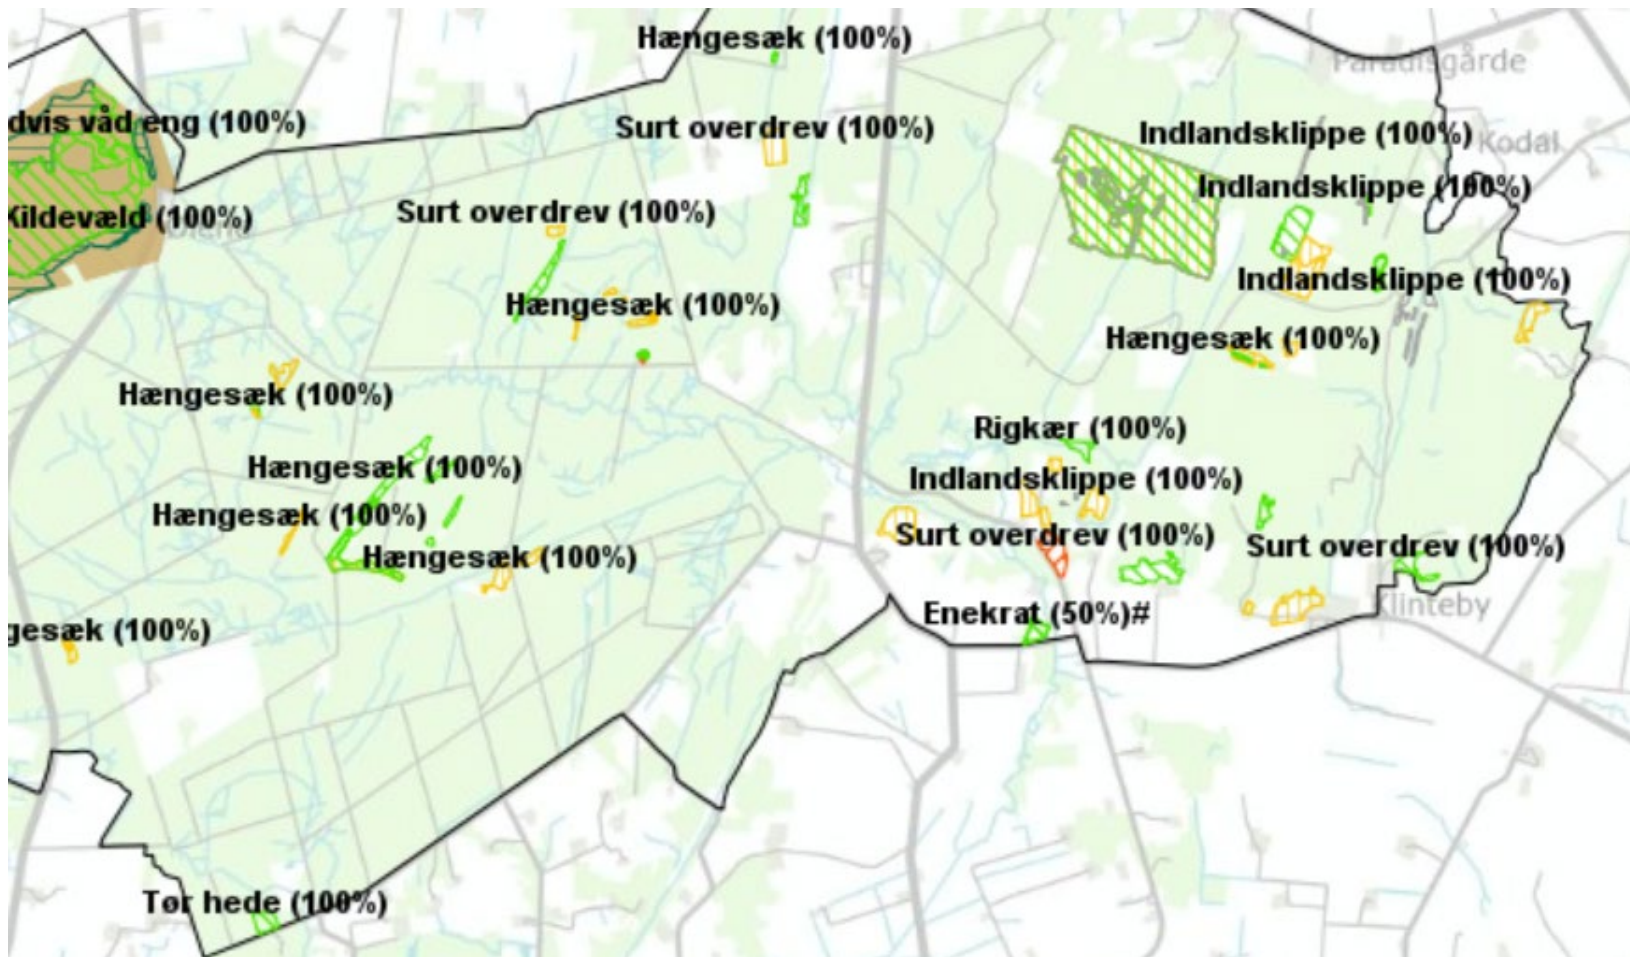 Hængesæk (100%)
Paradisgårde
dvis våd eng (100%)
Surt overdrev (100%)
Indlandsklippe (100%)
Kodal
Indlandsklippe (100%)
Kildevæld (100%)
Surt overdrev (100%)
Indlandsklippe (100%)
Hængesæk (100%)
Hængesæk (100%)
Hængesæk (100%)
Rigkær (100%)
Hængesæk (100%)
Indlandsklippe (100%)
Hængesæk (100%)
Surt overdrev (100%)
Surt overdrev (100%)
Hængesæk (100%)
Klinteby
Enekrat (50%)#
gesæk (100%)
Tør hede (100%)